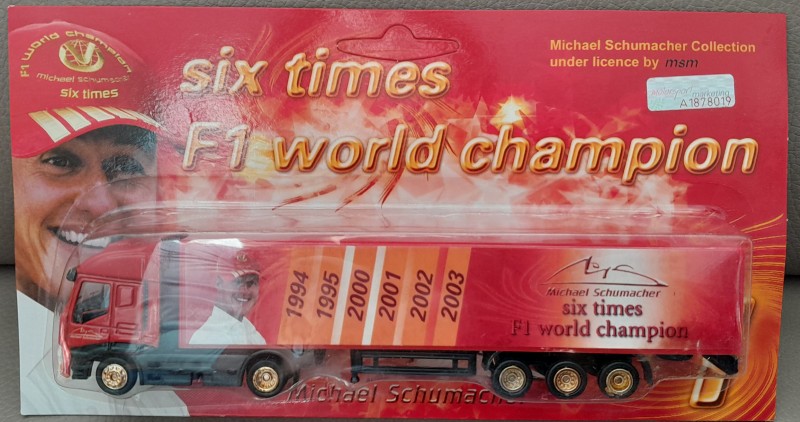 F1 world champion
michael schumacher
six times
six times
F1 world champion
Michael Schumacher Collection
under licence by msm
marketing
A1878019
1994
1995
2000
2001
2002
2003
Michael Schumacher
six times
F1 world champion
Michael Schumacher